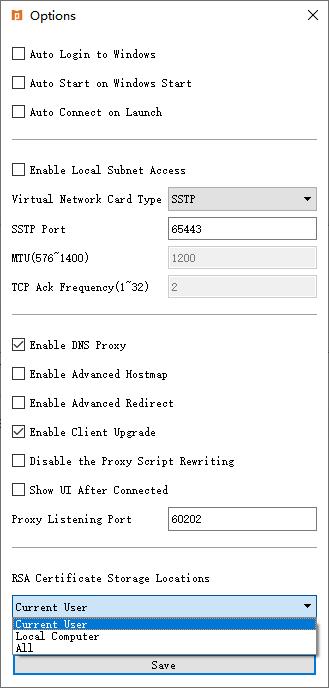 Options
Auto Login to Windows
Auto Start on Windows Start
Auto Connect on Launch
Enable Local Subnet Access
Virtual Network Card Type SSTP
SSTP Port 65443
MTU(576~1400) 1200
TCP Ack Frequency(1~32) 2
Enable DNS Proxy
Enable Advanced Hostmap
Enable Advanced Redirect
Enable Client Upgrade
Disable the Proxy Script Rewriting
Show UI After Connected
Proxy Listening Port 60202
RSA Certificate Storage Locations
Current User
Current User
Local Computer
All
Save